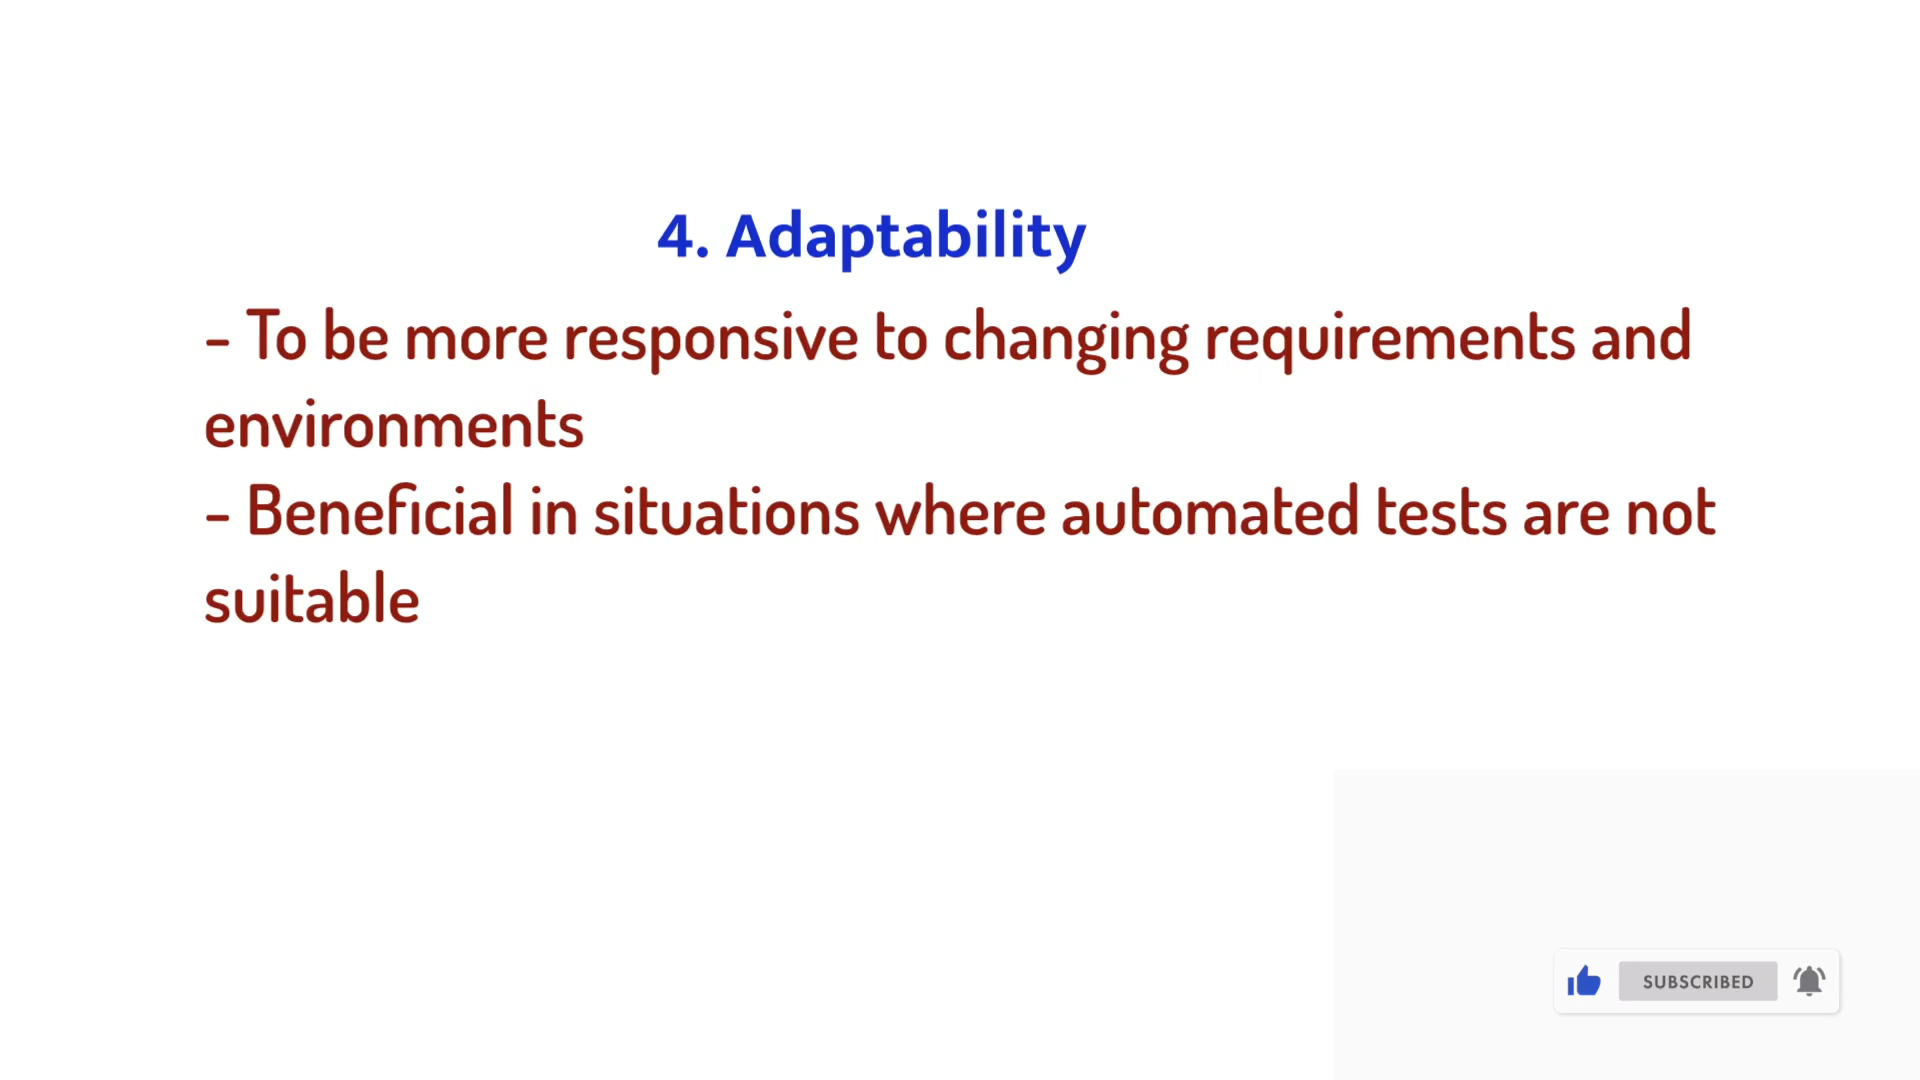 4. Adaptability
- To be more responsive to changing requirements and
environments
- Beneficial in situations where automated tests are not
suitable
SUBSCRIBED